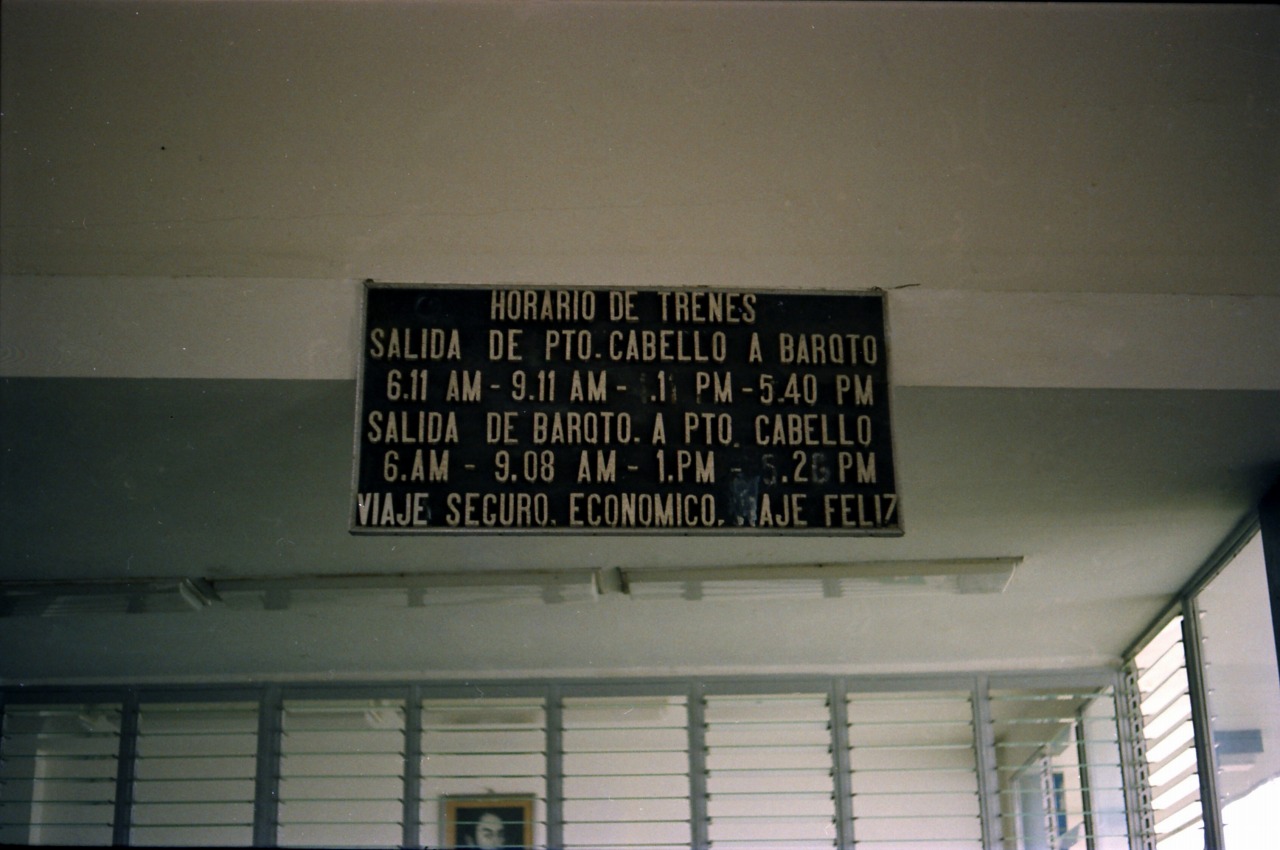 HORARIO DE TRENES
SALIDA DE PTO. CABELLO A BARQTO
6.11 AM - 9.11 AM - PM - 5.40 PM
SALIDA DE BARQTO. A PTO. CABELLO
6.AM - 9.08 AM - 1.PM - PM
VIAJE SEGURO. ECONOMICO. FELIZ